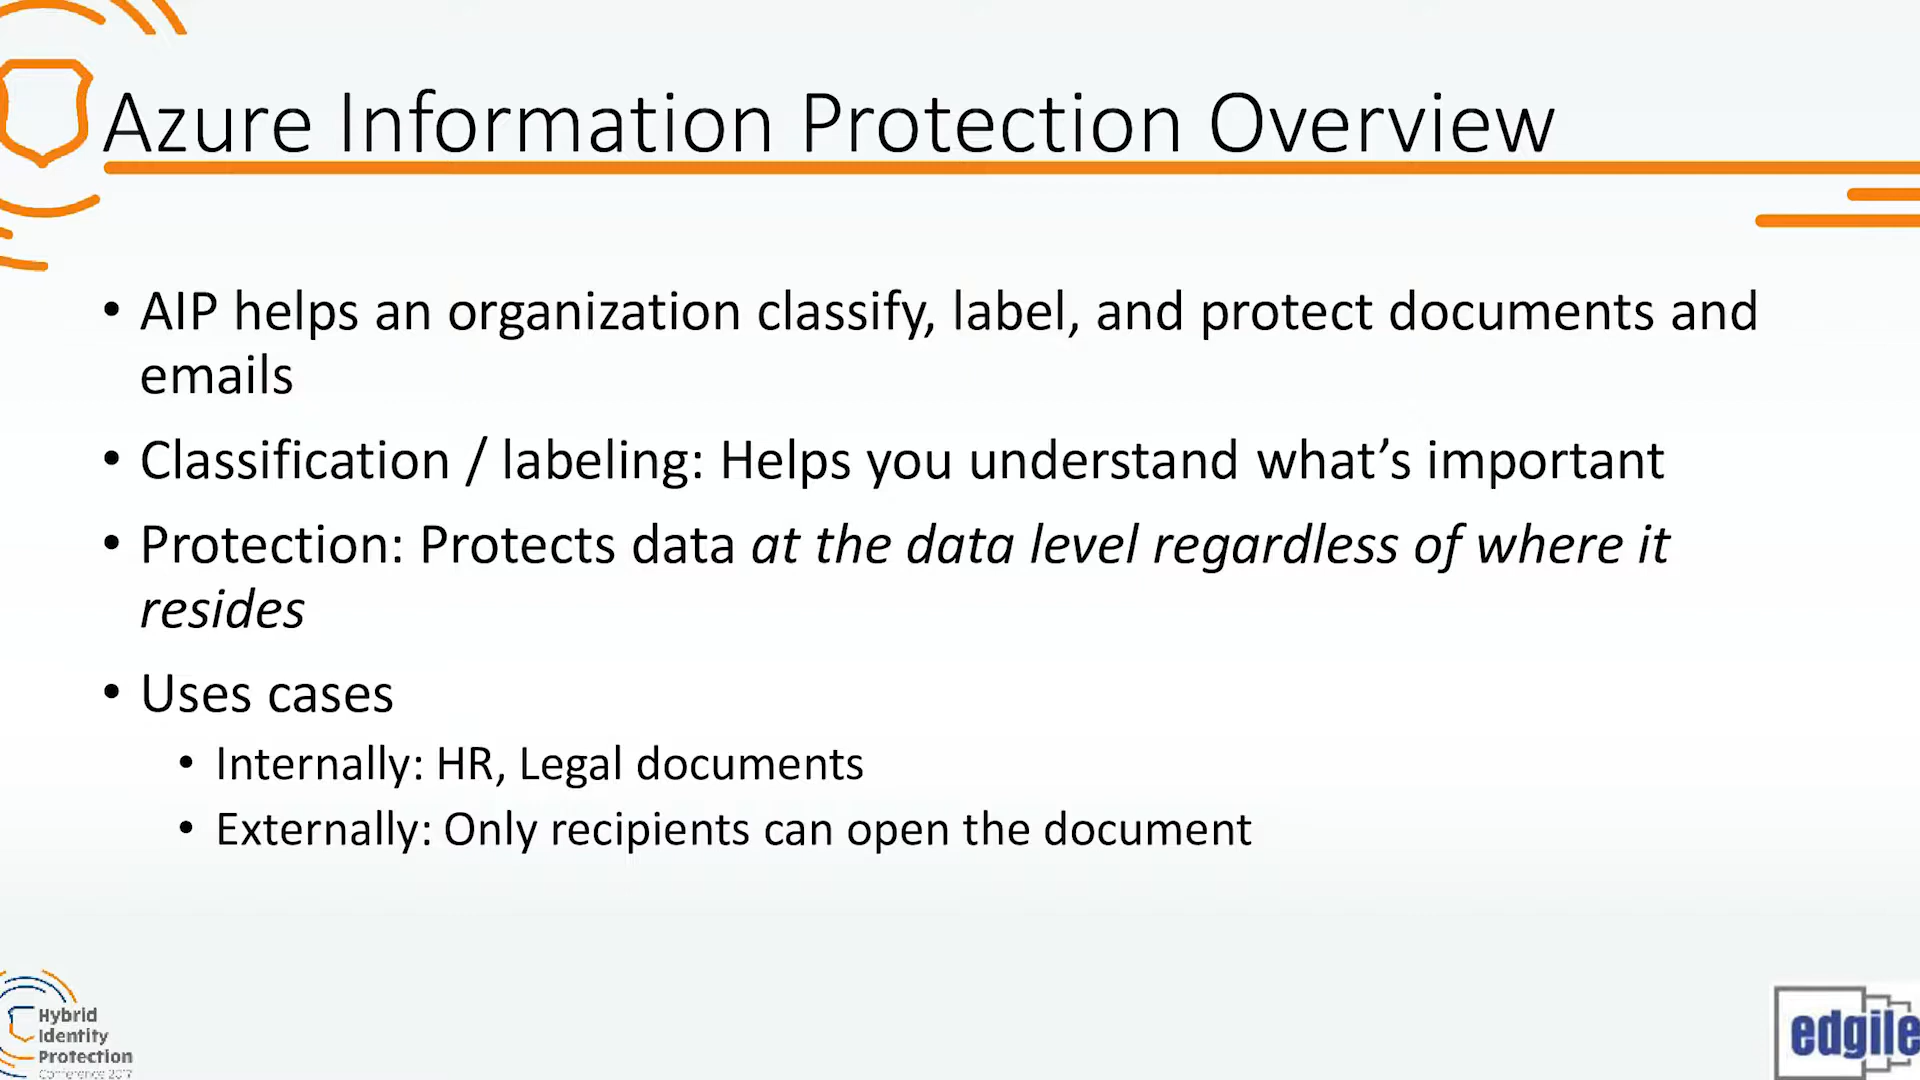 Azure Information Protection Overview
• AIP helps an organization classify, label, and protect documents and
emails
• Classification / labeling: Helps you understand what’s important
• Protection: Protects data at the data level regardless of where it
resides
• Uses cases
• Internally: HR, Legal documents
• Externally: Only recipients can open the document
Hybrid
Identity
Protection
Conference 2017
edgile